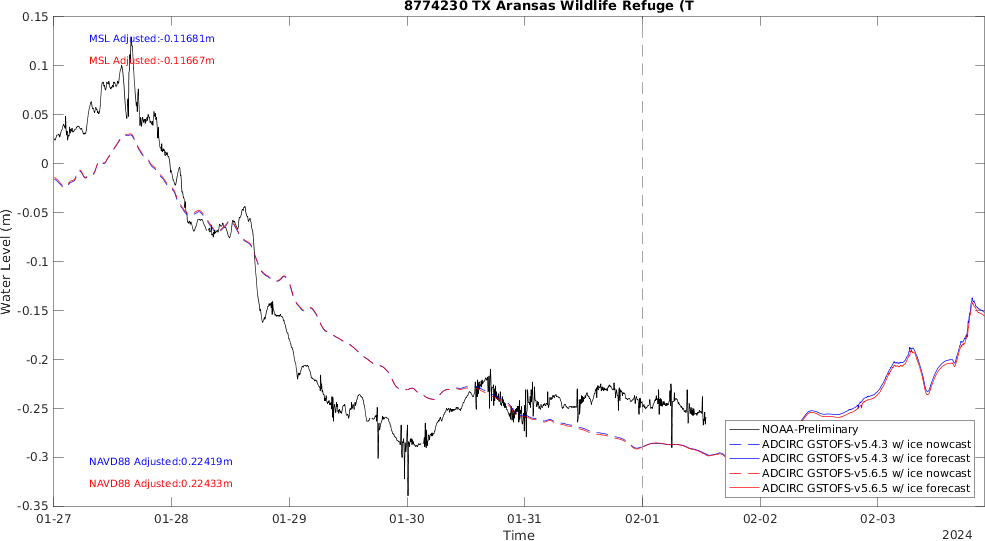 8774230 TX Aransas Wildlife Refuge (T
0.15
0.1
0.05
0
-0.05
-0.1
-0.15
-0.2
-0.25
-0.3
-0.35
Water Level (m)
MSL Adjusted:-0.11681m
MSL Adjusted:-0.11667m
NAVD88 Adjusted:0.22419m
NAVD88 Adjusted:0.22433m
NOAA-Preliminary
ADCIRC GSTOFS-v5.4.3 w/ ice nowcast
ADCIRC GSTOFS-v5.4.3 w/ ice forecast
ADCIRC GSTOFS-v5.6.5 w/ ice nowcast
ADCIRC GSTOFS-v5.6.5 w/ ice forecast
01-27 01-28 01-29 01-30 01-31 02-01 02-02 02-03
Time
2024